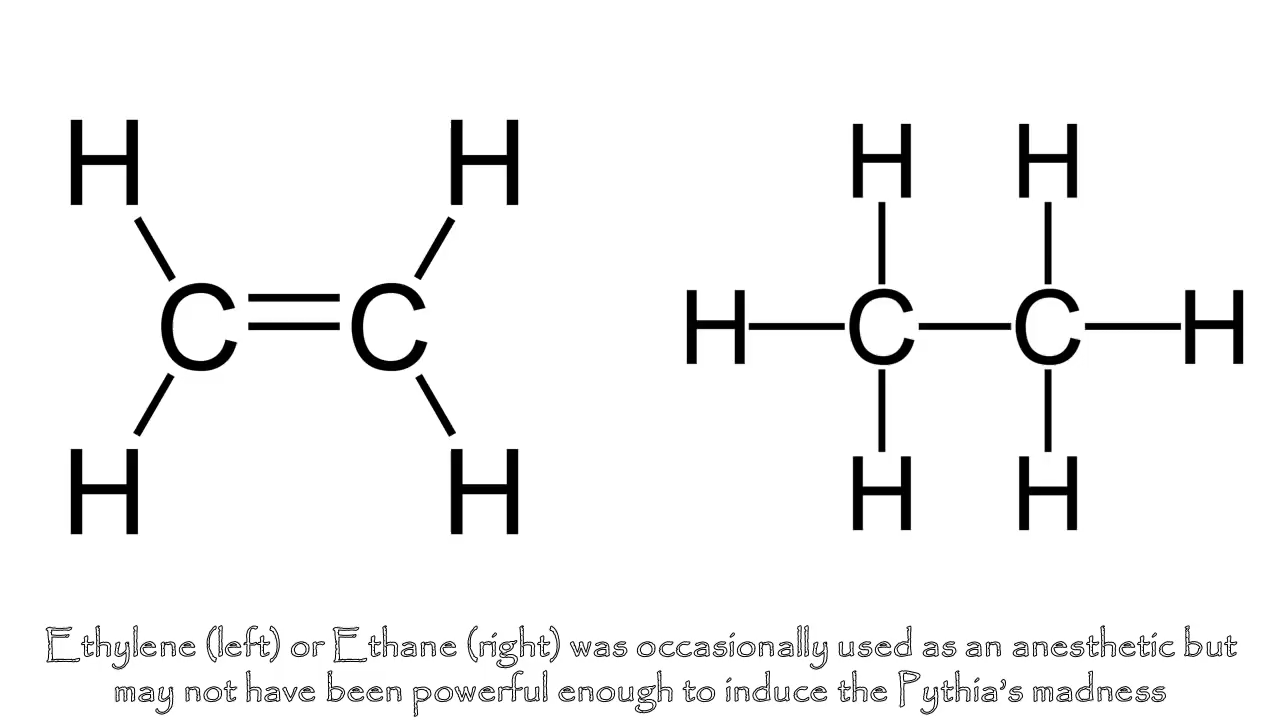 H H H H
C C H C C H
H H H H
Ethylene (left) or Ethane (right) was occasionally used as an anesthetic but
may not have been powerful enough to induce the Pythia's madness